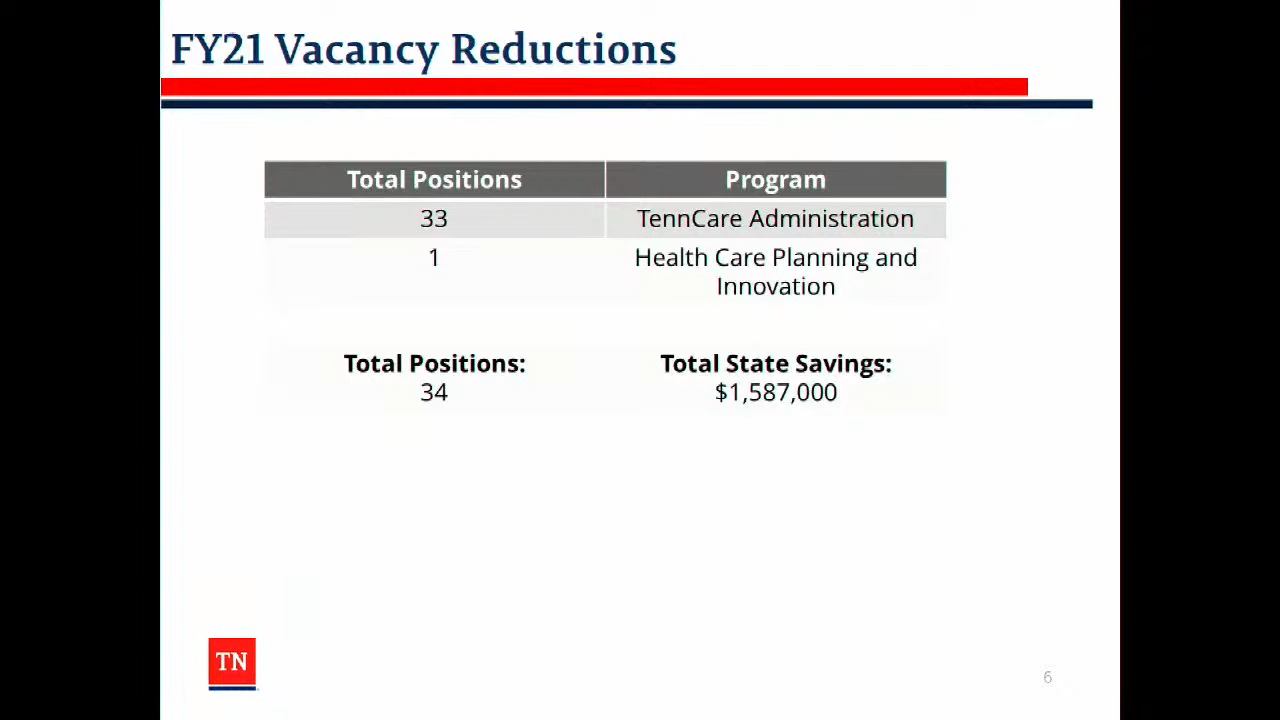 FY21 Vacancy Reductions
Total Positions Program
33 TennCare Administration
1 Health Care Planning and
Innovation
Total Positions: Total State Savings:
34 $1,587,000
TN
6